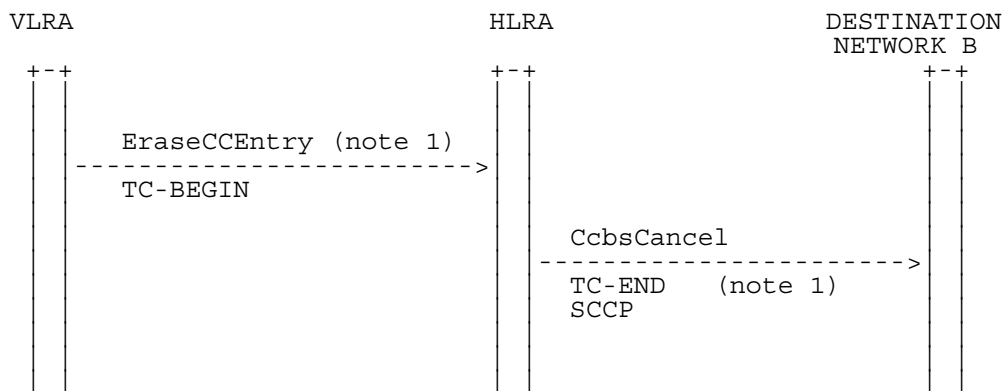 VLRA HLRA DESTINATION
NETWORK B
EraseCCEntry (note 1)
TC-BEGIN
CcbsCancel
TC-END (note 1)
SCCP